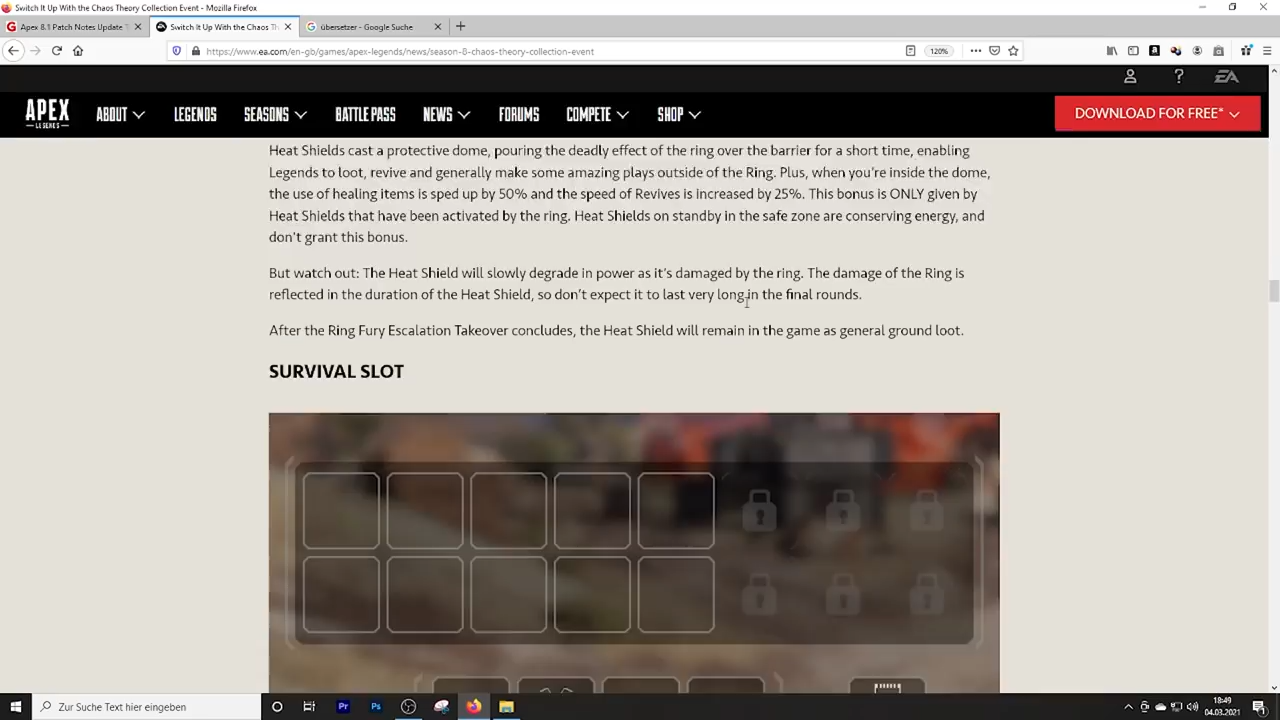 Switch It Up With the Chaos Theory Collection Event - Mozilla Firefox
Apex 8.1 Patch Notes Update
Switch It Up With the Chaos Th
übersetzer - Google Suche
https://www.ea.com/en-gb/games/apex-legends/news/season-8-chaos-theory-collection-event
120%
APEX
LEGENDS
ABOUT
LEGENDS
SEASONS
BATTLE PASS
NEWS
FORUMS
COMPETE
SHOP
EA
DOWNLOAD FOR FREE*
Heat Shields cast a protective dome, pouring the deadly effect of the ring over the barrier for a short time, enabling
Legends to loot, revive and generally make some amazing plays outside of the Ring. Plus, when you're inside the dome,
the use of healing items is sped up by 50% and the speed of Revives is increased by 25%. This bonus is ONLY given by
Heat Shields that have been activated by the ring. Heat Shields on standby in the safe zone are conserving energy, and
don't grant this bonus.
But watch out: The Heat Shield will slowly degrade in power as it's damaged by the ring. The damage of the Ring is
reflected in the duration of the Heat Shield, so don't expect it to last very long in the final rounds.
After the Ring Fury Escalation Takeover concludes, the Heat Shield will remain in the game as general ground loot.
SURVIVAL SLOT
Zur Suche Text hier eingeben
Pr
Ps
18:49
04.03.2021